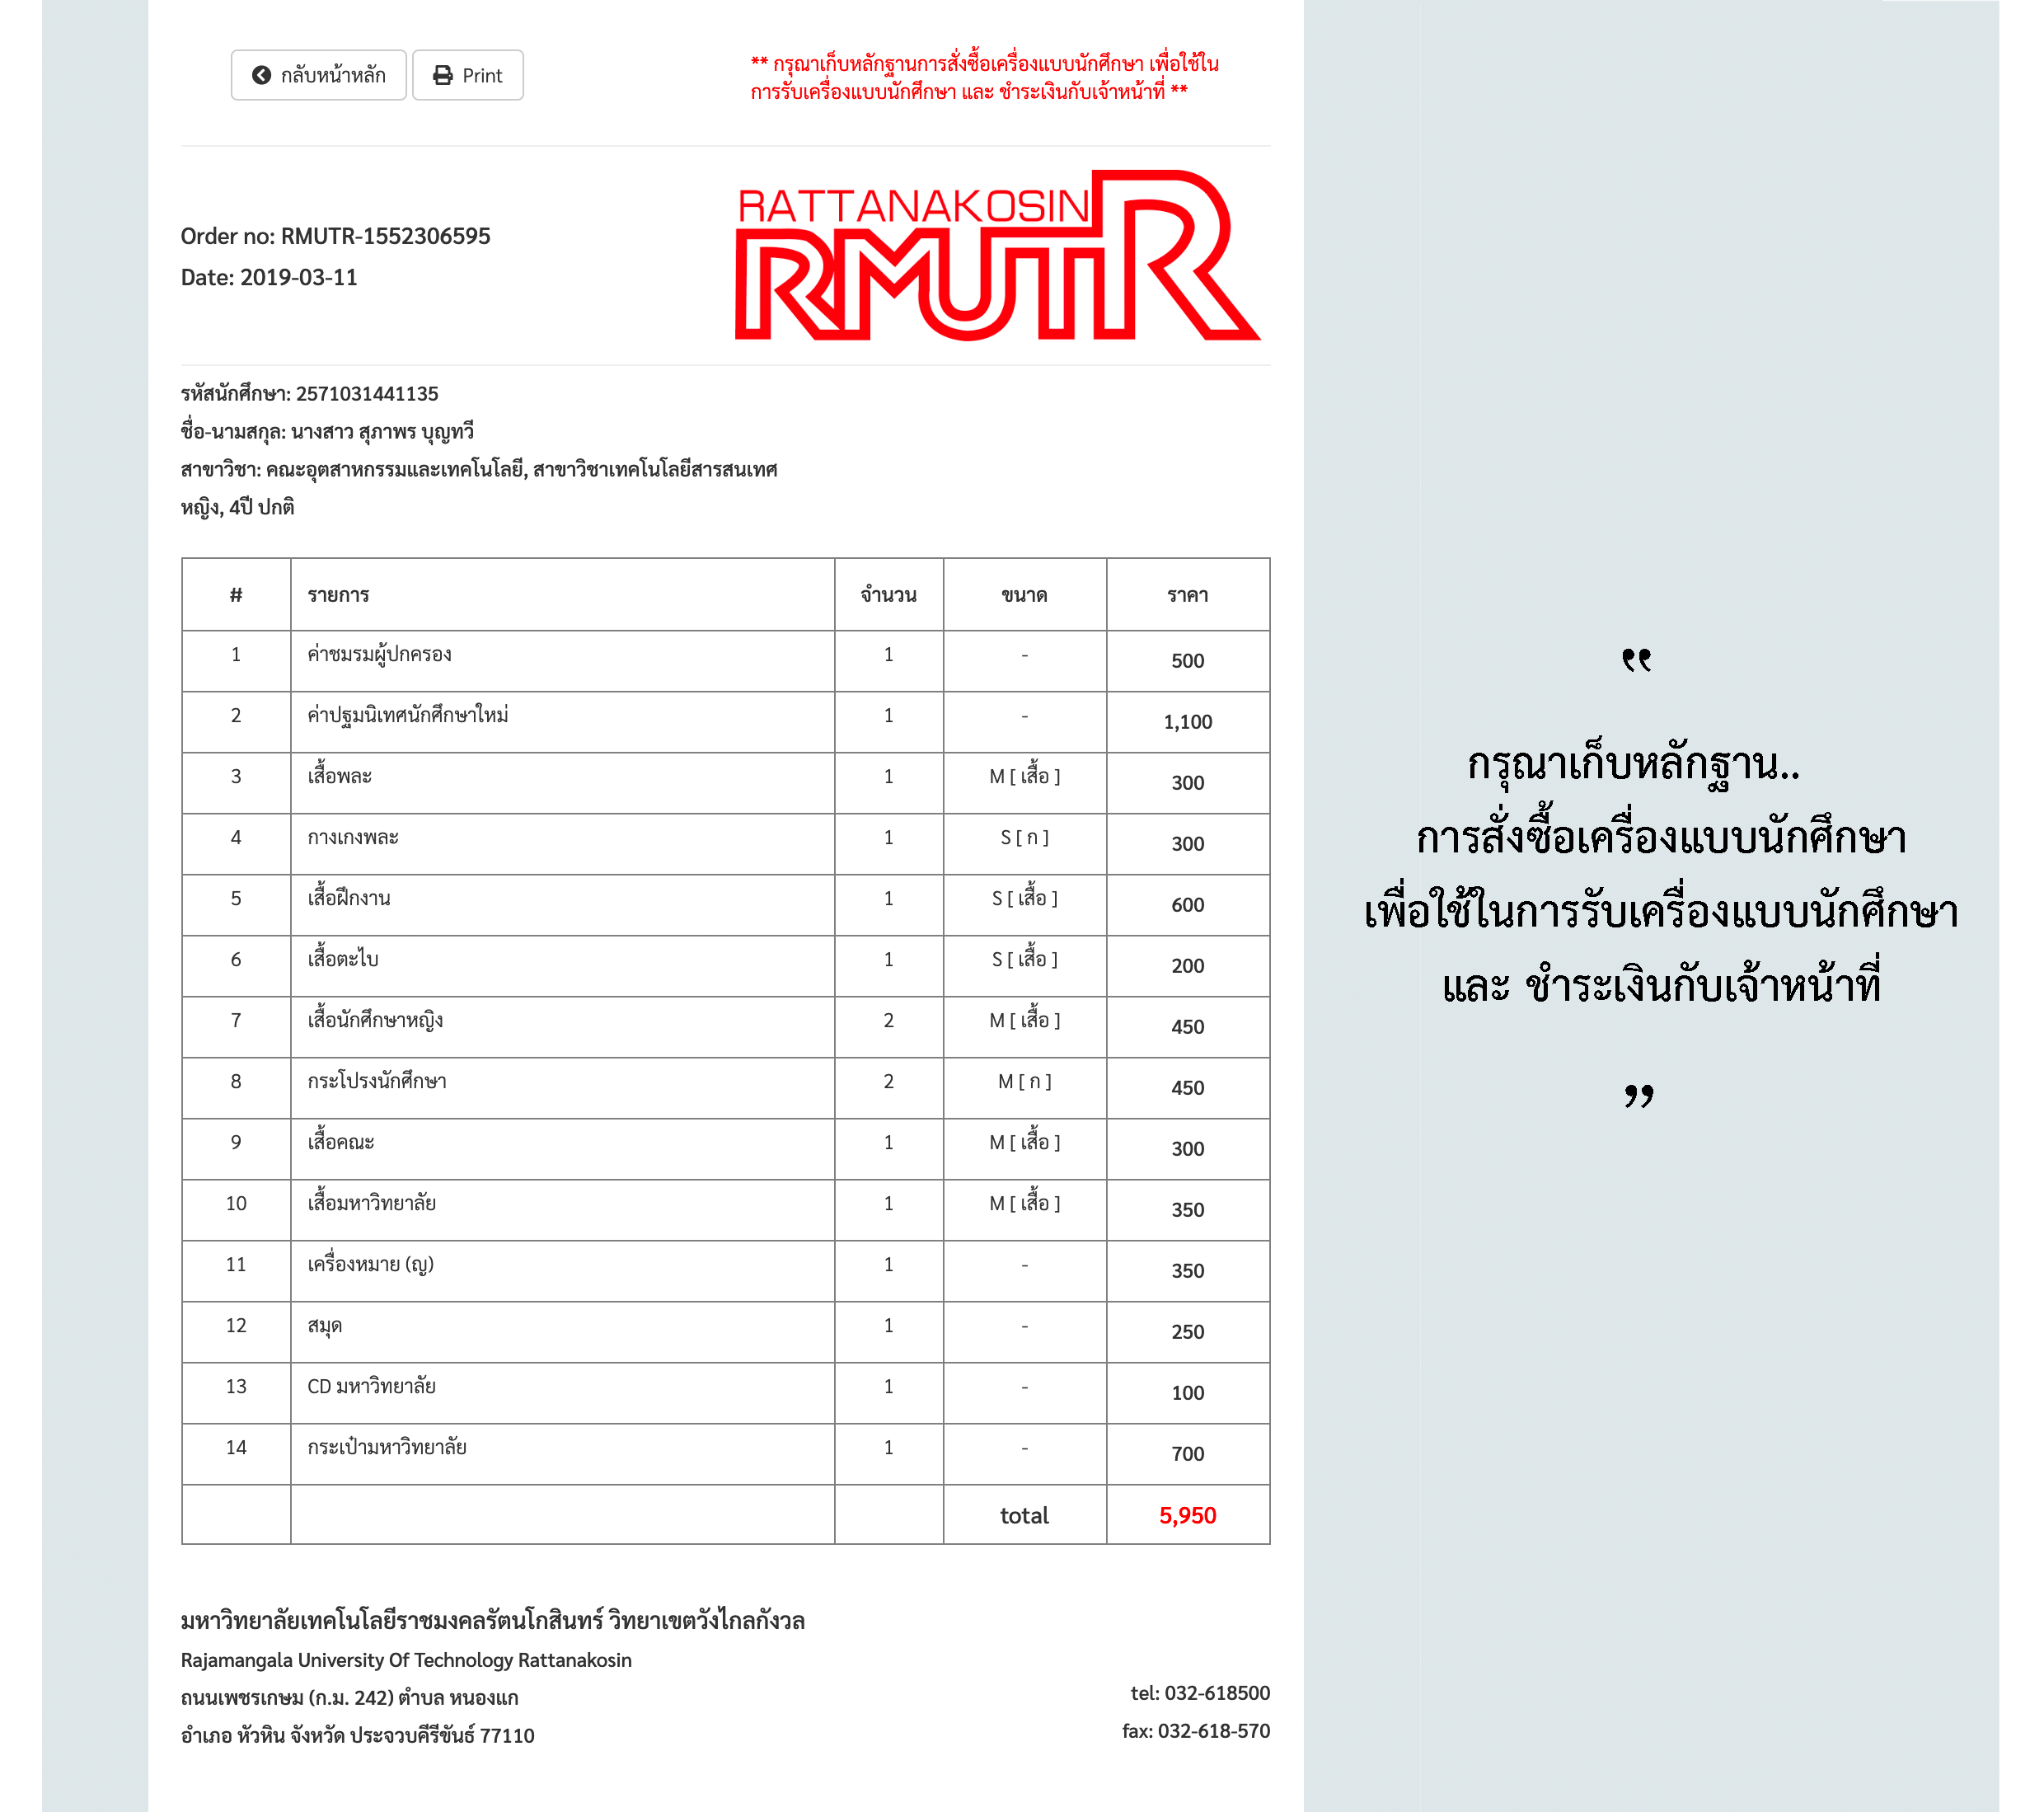 กลับหน้าหลัก Print
** กรุณาเก็บหลักฐานการสั่งซื้อเครื่องแบบนักศึกษา เพื่อใช้ใน
การรับเครื่องแบบนักศึกษา และ ชำระเงินกับเจ้าหน้าที่ **
RATTANAKOSIN
RMUTR
Order no: RMUTR-1552306595
Date: 2019-03-11
รหัสนักศึกษา: 2571031441135
ชื่อ-นามสกุล: นางสาว สุภาพร บุญทวี
สาขาวิชา: คณะอุตสาหกรรมและเทคโนโลยี, สาขาวิชาเทคโนโลยีสารสนเทศ
หญิง, 4ปี ปกติ
# รายการ จำนวน ขนาด ราคา
1 ค่าชมรมผู้ปกครอง 1 - 500
2 ค่าปฐมนิเทศนักศึกษาใหม่ 1 - 1,100
3 เสื้อพละ 1 M [ เสื้อ ] 300
4 กางเกงพละ 1 S [ ก ] 300
5 เสื้อฝึกงาน 1 S [ เสื้อ ] 600
6 เสื้อตะไบ 1 S [ เสื้อ ] 200
7 เสื้อนักศึกษาหญิง 2 M [ เสื้อ ] 450
8 กระโปรงนักศึกษา 2 M [ ก ] 450
9 เสื้อคณะ 1 M [ เสื้อ ] 300
10 เสื้อมหาวิทยาลัย 1 M [ เสื้อ ] 350
11 เครื่องหมาย (ญ) 1 - 350
12 สมุด 1 - 250
13 CD มหาวิทยาลัย 1 - 100
14 กระเป๋ามหาวิทยาลัย 1 - 700
total 5,950
มหาวิทยาลัยเทคโนโลยีราชมงคลรัตนโกสินทร์ วิทยาเขตวังไกลกังวล
Rajamangala University Of Technology Rattanakosin
ถนนเพชรเกษม (ก.ม. 242) ตำบล หนองแก
อำเภอ หัวหิน จังหวัด ประจวบคีรีขันธ์ 77110
tel: 032-618500
fax: 032-618-570
“
กรุณาเก็บหลักฐาน..
การสั่งซื้อเครื่องแบบนักศึกษา
เพื่อใช้ในการรับเครื่องแบบนักศึกษา
และ ชำระเงินกับเจ้าหน้าที่
”